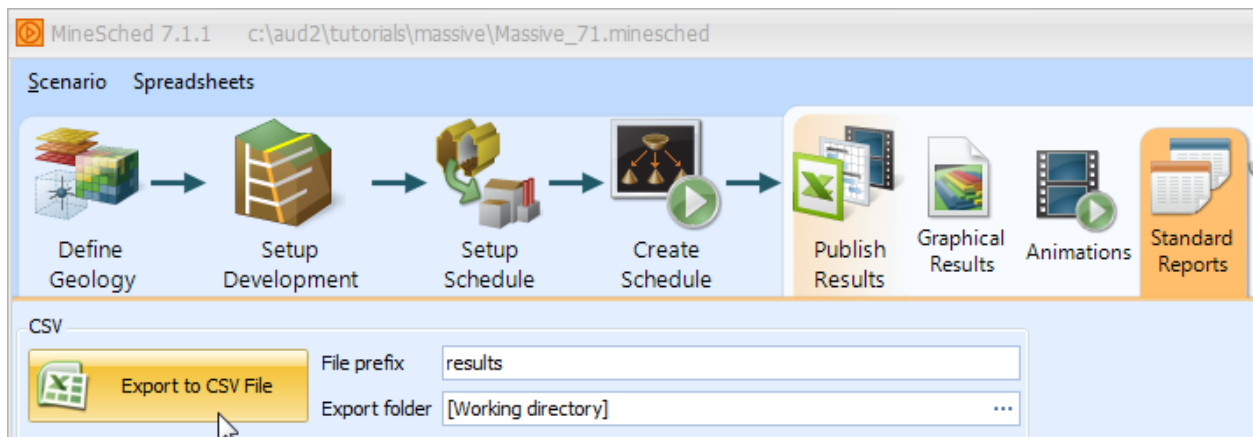 MineSched 7.1.1 c:\aud2\tutorials\massive\Massive_71.minesched
Scenario Spreadsheets
Define
Geology
Setup
Development
Setup
Schedule
Create
Schedule
Publish
Results
Graphical
Results
Animations
Standard
Reports
CSV
Export to CSV File
File prefix results
Export folder [Working directory] ...